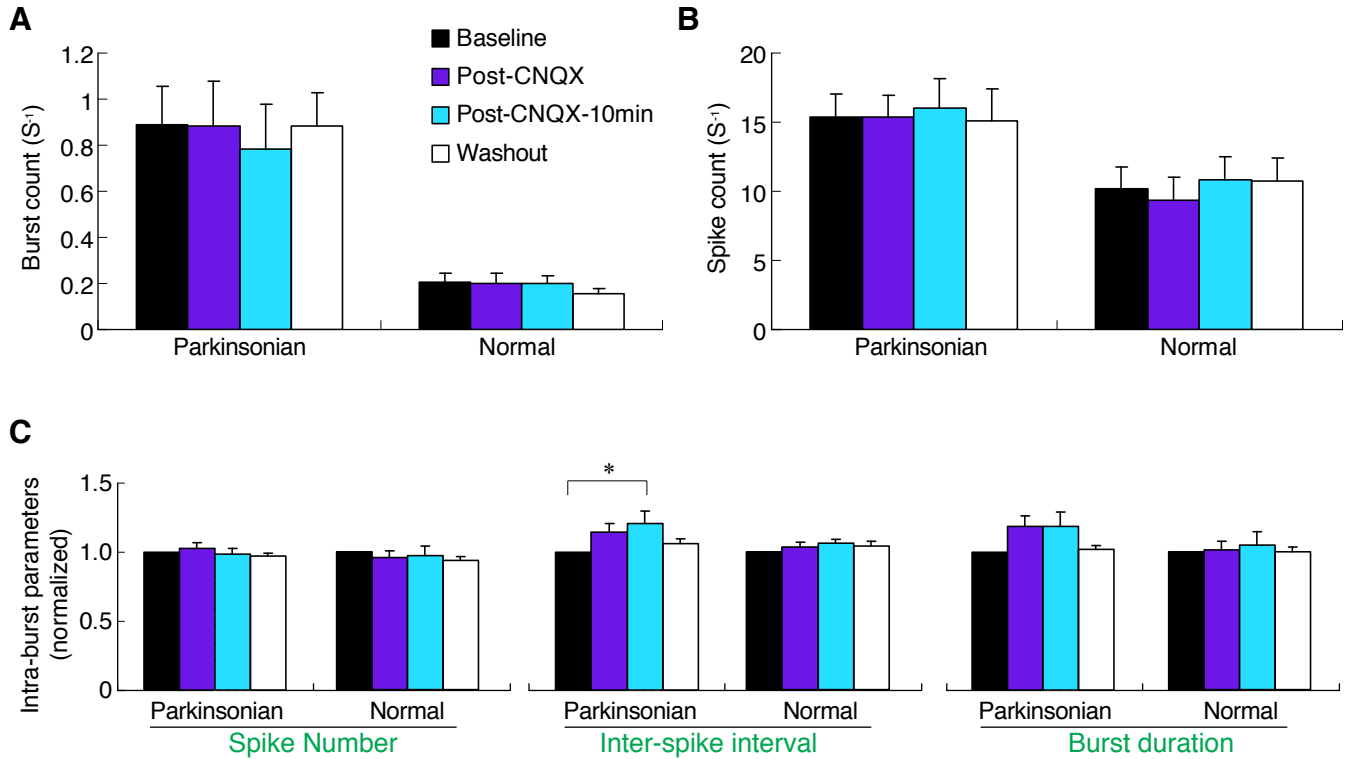 A
Burst count (S-1)
1.2
1
0.8
0.6
0.4
0.2
0
Parkinsonian
Normal
Baseline
Post-CNQX
Post-CNQX-10min
Washout
B
Spike count (S-1)
20
15
10
5
0
Parkinsonian
Normal
C
Intra-burst parameters
(normalized)
1.5
1.0
0.5
0
*
Parkinsonian
Normal
Parkinsonian
Normal
Parkinsonian
Normal
Spike Number
Inter-spike interval
Burst duration